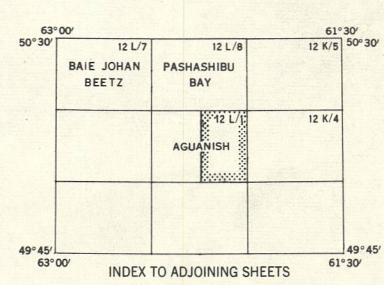 63°00′ 61°30′
50°30′ 12 L/7 12 L/8 12 K/5 50°30′
BAIE JOHAN PASHASHIBU
BEETZ BAY
12 L/1 12 K/4
AGUANISH
49°45′ 49°45′
63°00′ 61°30′
INDEX TO ADJOINING SHEETS